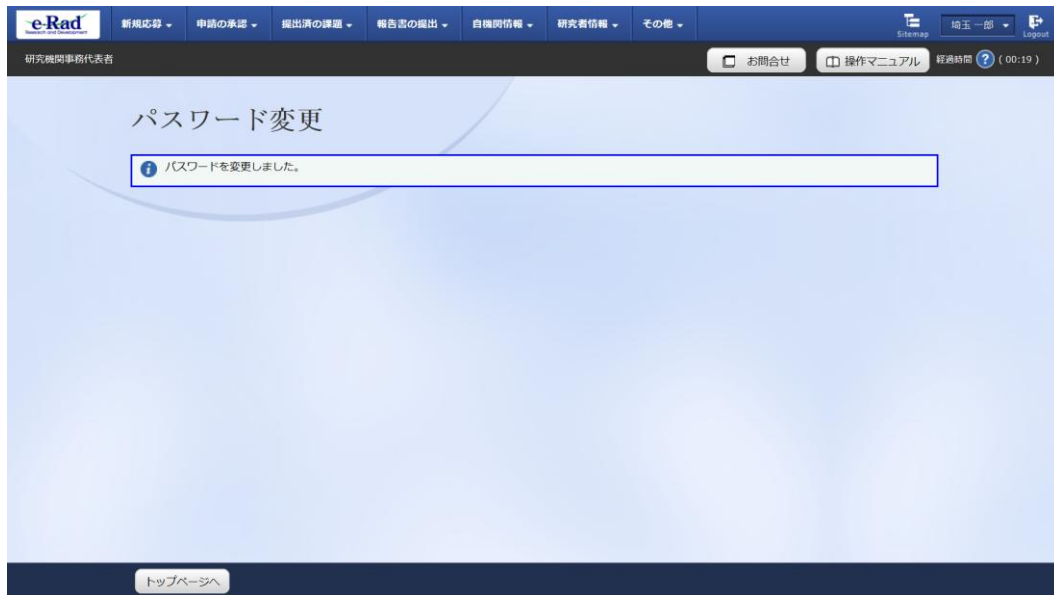 e-Rad
Research and Development
新規応募
申請の承認
提出済の課題
報告書の提出
自機関情報
研究者情報
その他
Sitemap
埼玉 一郎
Logout
研究機関事務代表者
お問合せ
操作マニュアル
経過時間 ? ( 00:19 )
パスワード変更
パスワードを変更しました。
トップページへ